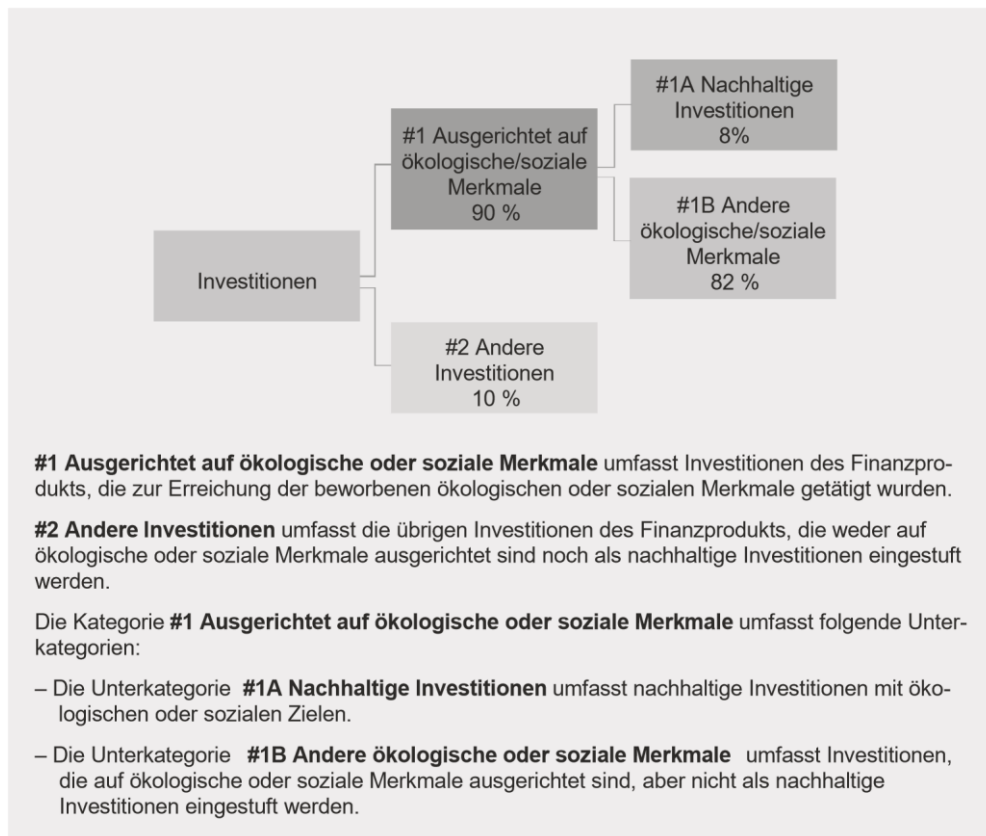 #1A Nachhaltige
Investitionen
8%
#1 Ausgerichtet auf
ökologische/soziale
Merkmale
90 %
#1B Andere
ökologische/soziale
Merkmale
82 %
Investitionen
#2 Andere
Investitionen
10 %
#1 Ausgerichtet auf ökologische oder soziale Merkmale umfasst Investitionen des Finanzpro-
dukts, die zur Erreichung der beworbenen ökologischen oder sozialen Merkmale getätigt wurden.
#2 Andere Investitionen umfasst die übrigen Investitionen des Finanzprodukts, die weder auf
ökologische oder soziale Merkmale ausgerichtet sind noch als nachhaltige Investitionen eingestuft
werden.
Die Kategorie #1 Ausgerichtet auf ökologische oder soziale Merkmale umfasst folgende Unter-
kategorien:
– Die Unterkategorie #1A Nachhaltige Investitionen umfasst nachhaltige Investitionen mit öko-
logischen oder sozialen Zielen.
– Die Unterkategorie #1B Andere ökologische oder soziale Merkmale umfasst Investitionen,
die auf ökologische oder soziale Merkmale ausgerichtet sind, aber nicht als nachhaltige
Investitionen eingestuft werden.